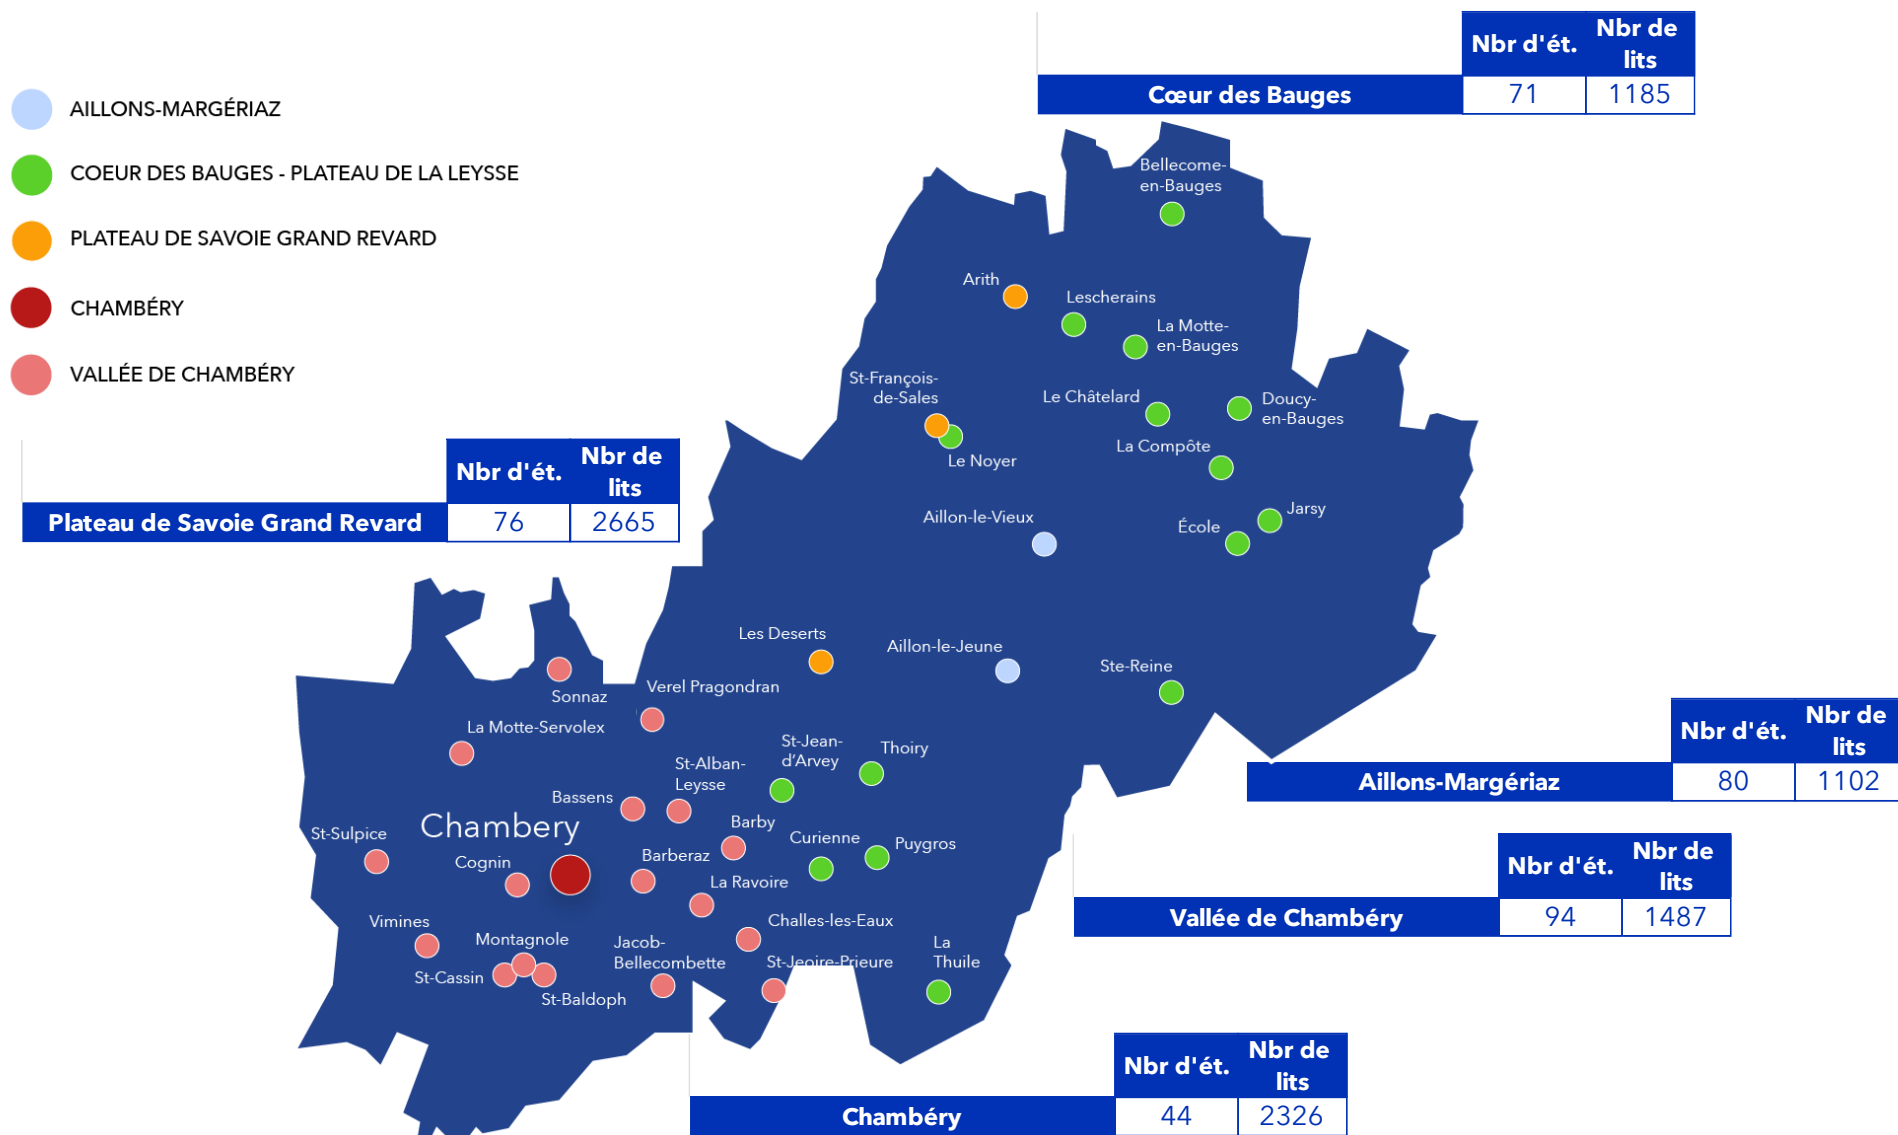 Nbr d'ét.
Nbr de
lits
Cœur des Bauges
71
1185
AILLONS-MARGÉRIAZ
COEUR DES BAUGES - PLATEAU DE LA LEYSSE
PLATEAU DE SAVOIE GRAND REVARD
CHAMBÉRY
VALLÉE DE CHAMBÉRY
Nbr d'ét.
Nbr de
lits
Plateau de Savoie Grand Revard
76
2665
Bellecome-
en-Bauges
Arith
Lescherains
La Motte-
en-Bauges
St-François-
de-Sales
Le Châtelard
Doucy-
en-Bauges
La Compôte
Le Noyer
Aillon-le-Vieux
Jarsy
École
Les Deserts
Aillon-le-Jeune
Ste-Reine
Sonnaz
Verel Pragondran
La Motte-Servolex
St-Jean-
d'Arvey
Thoiry
St-Alban-
Leysse
Bassens
Chambery
St-Sulpice
Barby
Curienne
Puygros
Cognin
Barberaz
La Ravoire
Vimines
Challes-les-Eaux
Montagnole
Jacob-
Bellecombette
La
Thuile
St-Cassin
St-Jeoire-Prieure
St-Baldoph
Nbr d'ét.
Nbr de
lits
Aillons-Margériaz
80
1102
Nbr d'ét.
Nbr de
lits
Vallée de Chambéry
94
1487
Nbr d'ét.
Nbr de
lits
Chambéry
44
2326